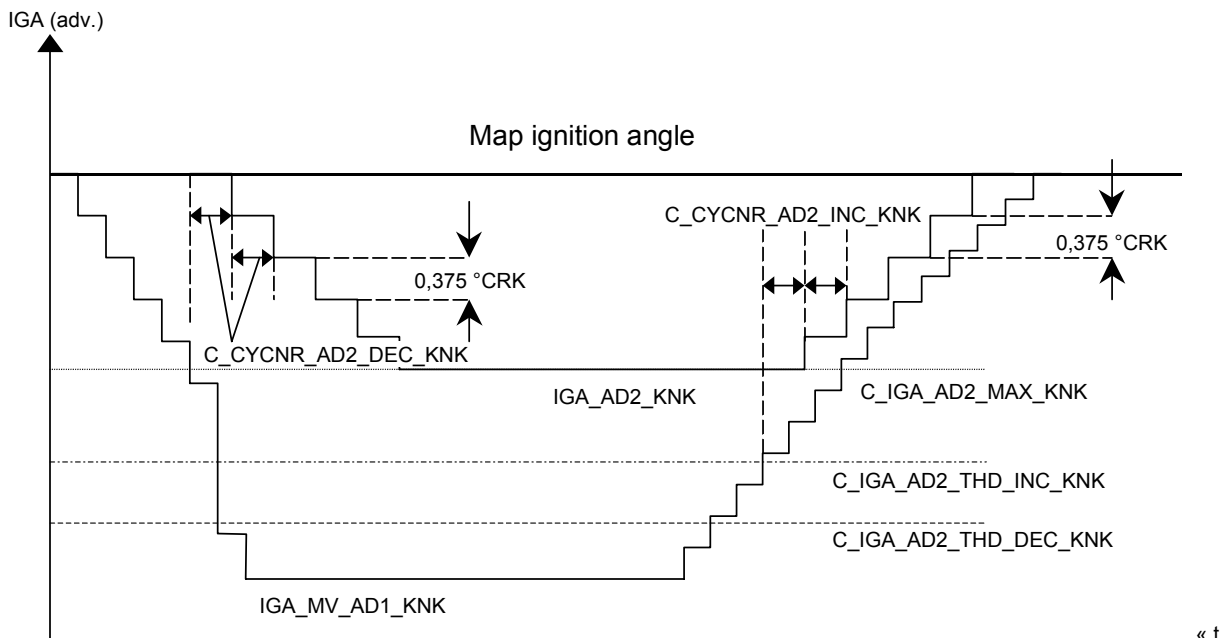 IGA (adv.)
Map ignition angle
C_CYCNR_AD2_INC_KNK
0,375 °CRK
0,375 °CRK
C_CYCNR_AD2_DEC_KNK
IGA_AD2_KNK
C_IGA_AD2_MAX_KNK
C_IGA_AD2_THD_INC_KNK
C_IGA_AD2_THD_DEC_KNK
IGA_MV_AD1_KNK
« t